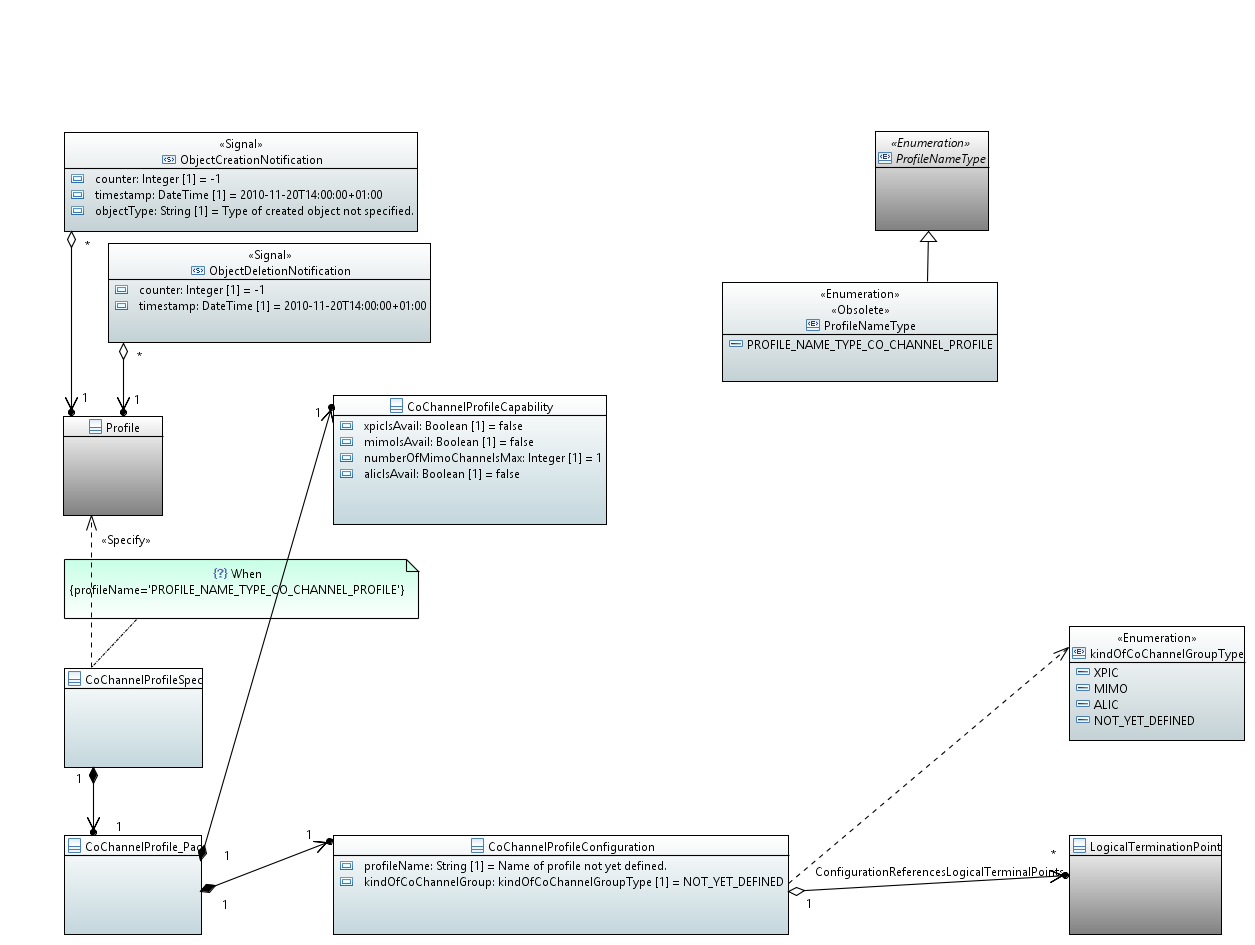 «Signal»
ObjectCreationNotification
counter: Integer [1] = -1
timestamp: DateTime [1] = 2010-11-20T14:00:00+01:00
objectType: String [1] = Type of created object not specified.
*
1
«Signal»
ObjectDeletionNotification
counter: Integer [1] = -1
timestamp: DateTime [1] = 2010-11-20T14:00:00+01:00
*
1
«Enumeration»
ProfileNameType
«Enumeration»
«Obsolete»
ProfileNameType
PROFILE_NAME_TYPE_CO_CHANNEL_PROFILE
Profile
«Specify»
1
CoChannelProfileCapability
xpicIsAvail: Boolean [1] = false
mimoIsAvail: Boolean [1] = false
numberOfMimoChannelsMax: Integer [1] = 1
alicIsAvail: Boolean [1] = false
{?} When
{profileName='PROFILE_NAME_TYPE_CO_CHANNEL_PROFILE'}
CoChannelProfileSpec
1
1
«Enumeration»
kindOfCoChannelGroupType
XPIC
MIMO
ALIC
NOT_YET_DEFINED
CoChannelProfile_Pac
1
1
1
CoChannelProfileConfiguration
profileName: String [1] = Name of profile not yet defined.
kindOfCoChannelGroup: kindOfCoChannelGroupType [1] = NOT_YET_DEFINED
ConfigurationReferencesLogicalTerminalPoints
*
1
LogicalTerminationPoint